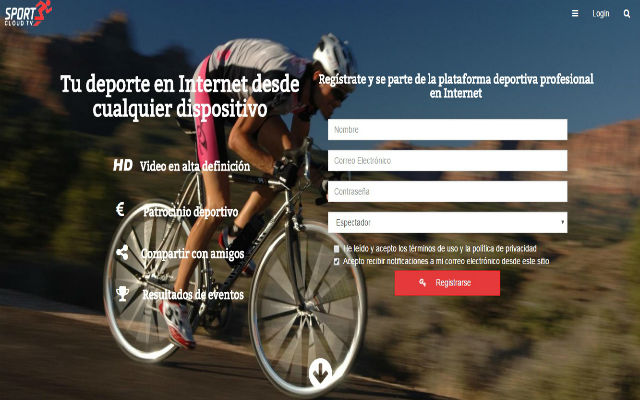 SPORT
CLOUD TV
Login
Tu deporte en Internet desde
cualquier dispositivo
HD Video en alta definición
€ Patrocinio deportivo
Compartir con amigos
Resultados de eventos
Regístrate y se parte de la plataforma deportiva profesional
en Internet
Nombre
Correo Electrónico
Contraseña
Espectador
He leído y acepto los términos de uso y la política de privacidad
Acepto recibir notificaciones a mi correo electrónico desde este sitio
Registrarse